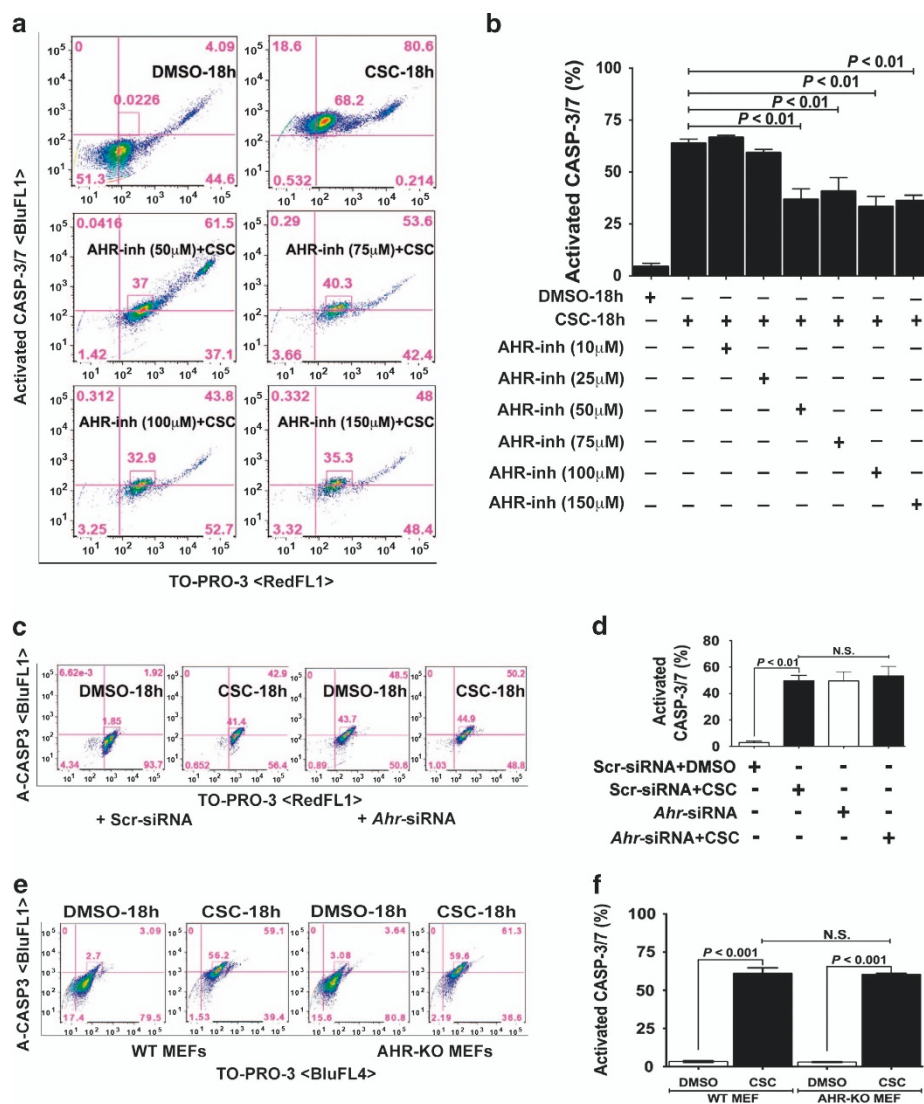 a
Activated CASP-3/7 <BluFL1>
0 4.09
DMSO-18h
0.0226
51.3 44.6
18.6 80.6
CSC-18h
68.2
0.532 0.214
0.0416 61.5
AHR-inh (50μM)+CSC
37
1.42 37.1
0.29 53.6
AHR-inh (75μM)+CSC
40.3
3.66 42.4
0.312 43.8
AHR-inh (100μM)+CSC
32.9
3.25 52.7
0.332 48
AHR-inh (150μM)+CSC
35.3
3.32 48.4
10⁵
10⁴
10³
10²
10¹
10¹ 10² 10³ 10⁴ 10⁵
TO-PRO-3 <RedFL1>
b
Activated CASP-3/7 (%)
100
75
50
25
0
P < 0.01
P < 0.01
P < 0.01
P < 0.01
DMSO-18h + – – – – – – –
CSC-18h – + + + + + + +
AHR-inh (10μM) – – + – – – – –
AHR-inh (25μM) – – – + – – – –
AHR-inh (50μM) – – – – + – – –
AHR-inh (75μM) – – – – – + – –
AHR-inh (100μM) – – – – – – + –
AHR-inh (150μM) – – – – – – – +
c
A-CASP3 <BluFL1>
6.62e-3 1.92
DMSO-18h
1.85
4.34 93.7
0 42.9
CSC-18h
41.4
0.652 56.4
0 48.5
DMSO-18h
43.7
0.89 50.6
0 50.2
CSC-18h
44.9
1.03 48.8
TO-PRO-3 <RedFL1>
+ Scr-siRNA + Ahr-siRNA
d
Activated
CASP-3/7 (%)
80
60
40
20
0
P < 0.01
N.S.
Scr-siRNA+DMSO + - - -
Scr-siRNA+CSC - + - -
Ahr-siRNA - - + -
Ahr-siRNA+CSC - - - +
e
A-CASP3 <BluFL1>
DMSO-18h CSC-18h DMSO-18h CSC-18h
0 3.09
2.7
17.4 79.5
0 59.1
56.2
1.53 39.4
0 3.64
3.08
15.6 80.8
0 61.3
59.6
2.19 36.6
WT MEFs AHR-KO MEFs
TO-PRO-3 <BluFL4>
f
Activated CASP-3/7 (%)
100
75
50
25
0
N.S.
P < 0.001 P < 0.001
DMSO CSC DMSO CSC
WT MEF AHR-KO MEF